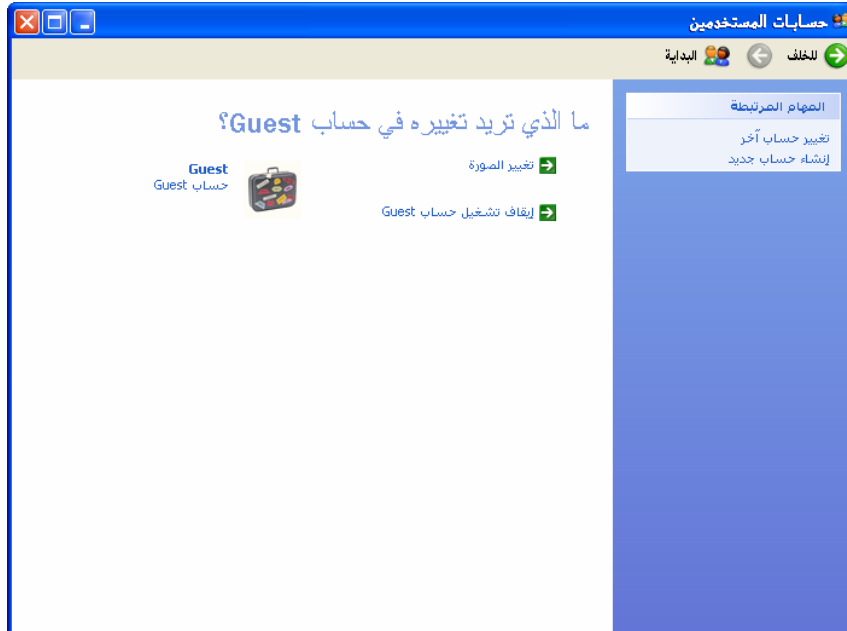 حسابات المستخدمين
للخلف
البداية
المهام المرتبطة
تغيير حساب آخر
إنشاء حساب جديد
ما الذي تريد تغييره في حساب Guest؟
تغيير الصورة
إيقاف تشغيل حساب Guest
Guest
حساب Guest